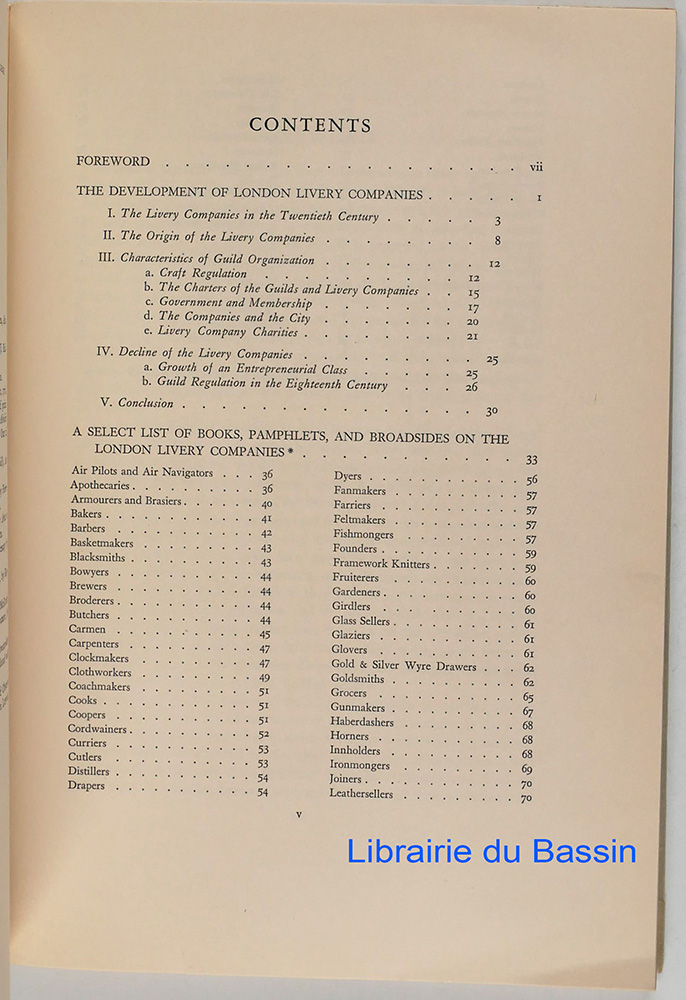 CONTENTS
FOREWORD . . . . . . . . . . . . . . . . . . vii
THE DEVELOPMENT OF LONDON LIVERY COMPANIES . . . . . 1
I. The Livery Companies in the Twentieth Century . . . . . 3
II. The Origin of the Livery Companies . . . . . . . . 8
III. Characteristics of Guild Organization . . . . . . . . 12
a. Craft Regulation . . . . . . . . . . 12
b. The Charters of the Guilds and Livery Companies . . 15
c. Government and Membership . . . . . . . 17
d. The Companies and the City . . . . . . . 20
e. Livery Company Charities . . . . . . . . 21
IV. Decline of the Livery Companies . . . . . . . . . 25
a. Growth of an Entrepreneurial Class . . . . . 25
b. Guild Regulation in the Eighteenth Century . . . 26
V. Conclusion . . . . . . . . . . . . . . . 30
A SELECT LIST OF BOOKS, PAMPHLETS, AND BROADSIDES ON THE
LONDON LIVERY COMPANIES * . . . . . . . . . . . 33
Air Pilots and Air Navigators . . . 36
Apothecaries . . . . . . . . . . 36
Armourers and Brasiers . . . . . . 40
Bakers . . . . . . . . . . . . 41
Barbers . . . . . . . . . . . 42
Basketmakers . . . . . . . . . 43
Blacksmiths . . . . . . . . . . 43
Bowyers . . . . . . . . . . . 44
Brewers . . . . . . . . . . . 44
Broderers . . . . . . . . . . . 44
Butchers . . . . . . . . . . . 44
Carmen . . . . . . . . . . . 45
Carpenters . . . . . . . . . . 47
Clockmakers . . . . . . . . . 47
Clothworkers . . . . . . . . . 49
Coachmakers . . . . . . . . . 51
Cooks . . . . . . . . . . . . 51
Coopers . . . . . . . . . . . 51
Cordwainers . . . . . . . . . . 52
Curriers . . . . . . . . . . . 53
Cutlers . . . . . . . . . . . 53
Distillers . . . . . . . . . . . 54
Drapers . . . . . . . . . . . 54
Dyers . . . . . . . . . . . . 56
Fanmakers . . . . . . . . . . 57
Farriers . . . . . . . . . . . 57
Feltmakers . . . . . . . . . . 57
Fishmongers . . . . . . . . . 57
Founders . . . . . . . . . . . 59
Framework Knitters . . . . . . . 59
Fruiterers . . . . . . . . . . 60
Gardeners . . . . . . . . . . . 60
Girdlers . . . . . . . . . . . 60
Glass Sellers . . . . . . . . . . 61
Glaziers . . . . . . . . . . . 61
Glovers . . . . . . . . . . . 61
Gold & Silver Wyre Drawers . . . 62
Goldsmiths . . . . . . . . . . 62
Grocers . . . . . . . . . . . 65
Gunmakers . . . . . . . . . . 67
Haberdashers . . . . . . . . . 68
Horners . . . . . . . . . . . 68
Innholders . . . . . . . . . . 68
Ironmongers . . . . . . . . . 69
Joiners . . . . . . . . . . . . 70
Leathersellers . . . . . . . . . 70
v
Librairie du Bassin